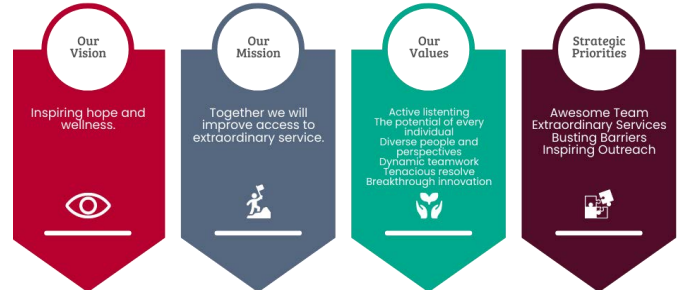 Our
Vision
Inspiring hope and
wellness.
Our
Mission
Together we will
improve access to
extraordinary service.
Our
Values
Active listenting
The potential of every
individual
Diverse people and
perspectives
Dynamic teamwork
Tenacious resolve
Breakthrough innovation
Strategic
Priorities
Awesome Team
Extraordinary Services
Busting Barriers
Inspiring Outreach